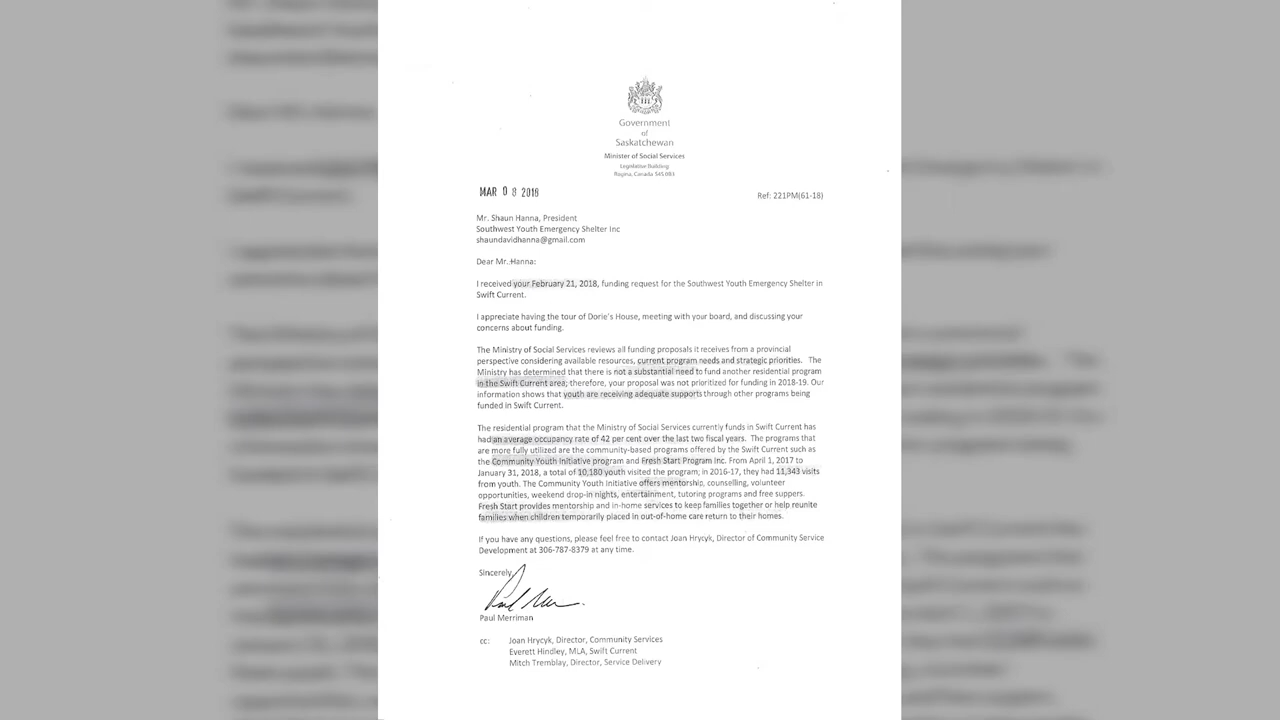 Government
of
Saskatchewan
Minister of Social Services
Legislative Building
Regina, Canada S4S 0B3
MAR 0 8 2018
Ref: 221PM(61-18)
Mr. Shaun Hanna, President
Southwest Youth Emergency Shelter Inc
shaundavidhanna@gmail.com
Dear Mr. Hanna:
I received your February 21, 2018, funding request for the Southwest Youth Emergency Shelter in
Swift Current.
I appreciate having the tour of Dorie's House, meeting with your board, and discussing your
concerns about funding.
The Ministry of Social Services reviews all funding proposals it receives from a provincial
perspective considering available resources, current program needs and strategic priorities. The
Ministry has determined that there is not a substantial need to fund another residential program
in the Swift Current area; therefore, your proposal was not prioritized for funding in 2018-19. Our
information shows that youth are receiving adequate supports through other programs being
funded in Swift Current.
The residential program that the Ministry of Social Services currently funds in Swift Current has
had an average occupancy rate of 42 per cent over the last two fiscal years. The programs that
are more fully utilized are the community-based programs offered by the Swift Current such as
the Community Youth Initiative program and Fresh Start Program Inc. From April 1, 2017 to
January 31, 2018, a total of 10,180 youth visited the program; in 2016-17, they had 11,343 visits
from youth. The Community Youth Initiative offers mentorship, counselling, volunteer
opportunities, weekend drop-in nights, entertainment, tutoring programs and free suppers.
Fresh Start provides mentorship and in-home services to keep families together or help reunite
families when children temporarily placed in out-of-home care return to their homes.
If you have any questions, please feel free to contact Joan Hrycyk, Director of Community Service
Development at 306-787-8379 at any time.
Sincerely,
Paul Merriman
cc: Joan Hrycyk, Director, Community Services
Everett Hindley, MLA, Swift Current
Mitch Tremblay, Director, Service Delivery